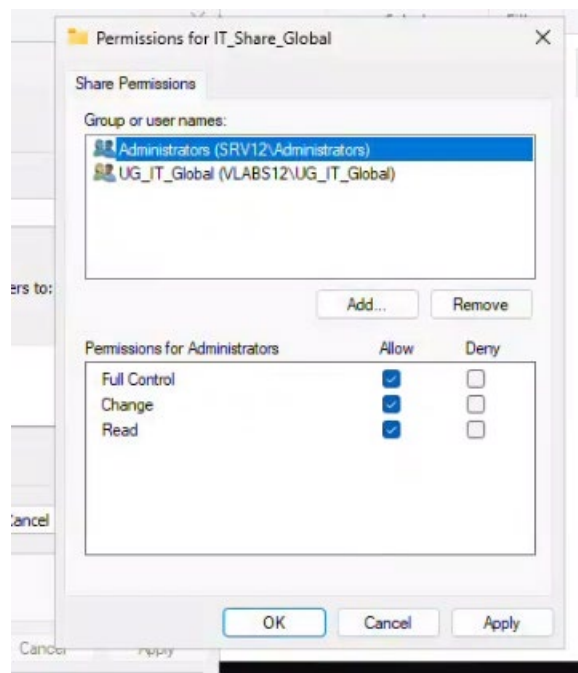 Permissions for IT_Share_Global
Share Permissions
Group or user names:
Administrators (SRV12\Administrators)
UG_IT_Global (VLABS12\UG_IT_Global)
ers to:
Add... Remove
Permissions for Administrators Allow Deny
Full Control
Change
Read
Cancel
OK Cancel Apply
Cancel Apply